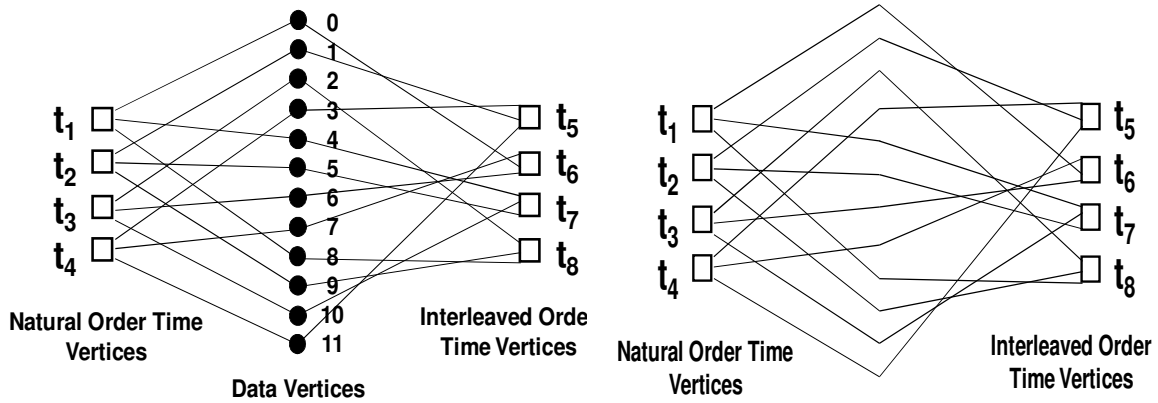 0
1
2
3
4
5
6
7
8
9
10
11
t1
t2
t3
t4
t5
t6
t7
t8
Natural Order Time
Vertices
Data Vertices
Interleaved Orde
Time Vertices
t1
t2
t3
t4
t5
t6
t7
t8
Natural Order Time
Vertices
Interleaved Order
Time Vertices